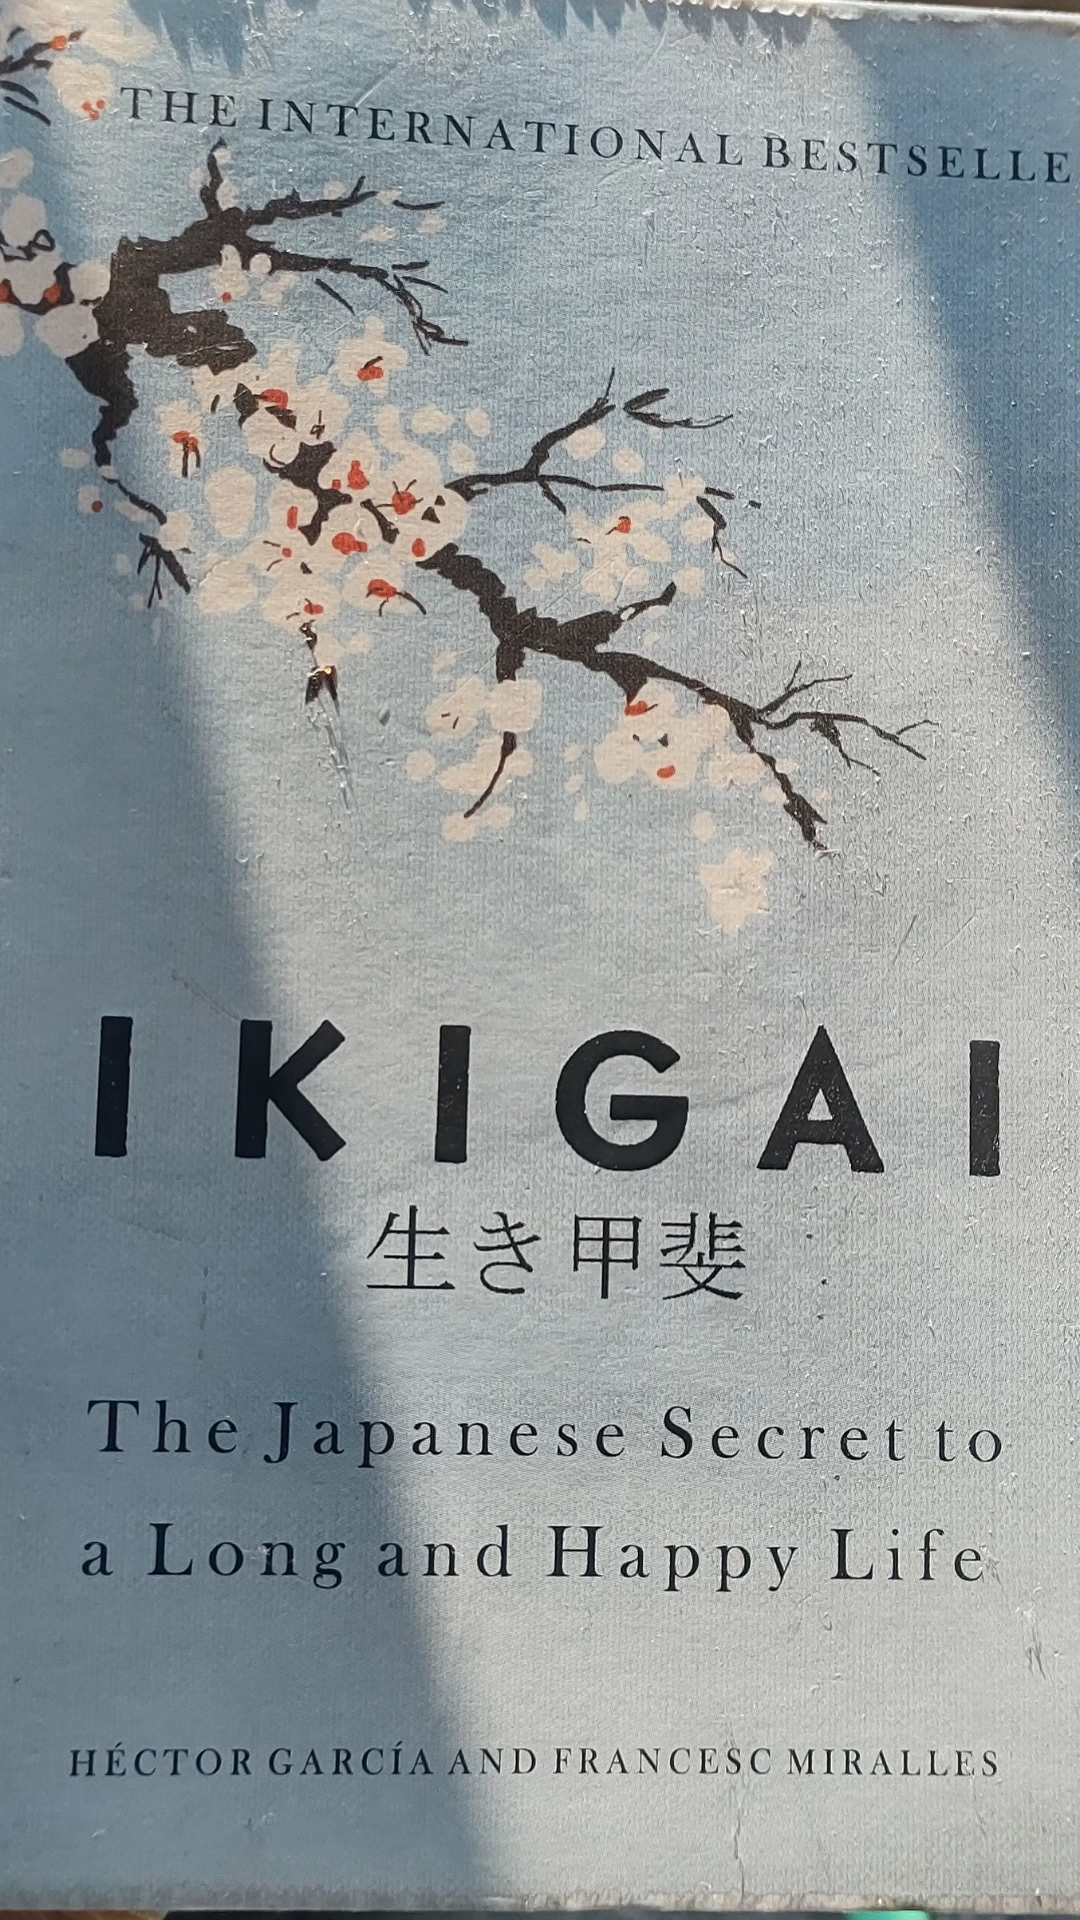 THE INTERNATIONAL BESTSELLE
IKIGAI
生き甲斐
The Japanese Secret to
a Long and Happy Life
HÉCTOR GARCÍA AND FRANCESC MIRALLES